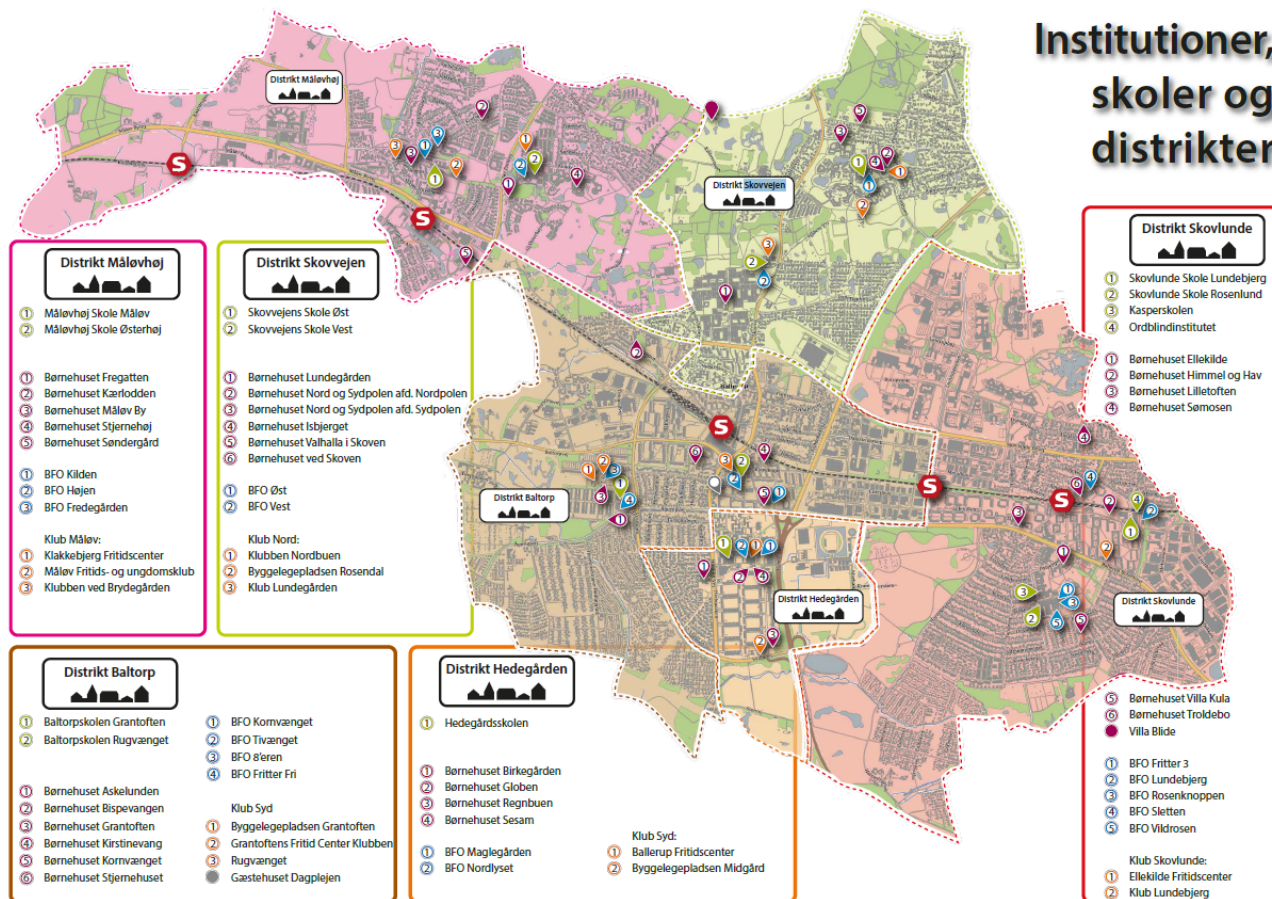 Institutioner,
skoler og
distrikter
Distrikt Måløvhøj
Distrikt Skovvejen
Distrikt Baltorp
Distrikt Hedegården
Distrikt Skovlunde
S
S
S
S
S
Distrikt Måløvhøj
1 Måløvhøj Skole Måløv
2 Måløvhøj Skole Østerhøj
1 Børnehuset Fregatten
2 Børnehuset Kærlodden
3 Børnehuset Måløv By
4 Børnehuset Stjernehøj
5 Børnehuset Søndergård
1 BFO Kilden
2 BFO Højen
3 BFO Fredegården
Klub Måløv:
1 Klakkebjerg Fritidscenter
2 Måløv Fritids- og ungdomsklub
3 Klubben ved Brydegården
Distrikt Skovvejen
1 Skovvejens Skole Øst
2 Skovvejens Skole Vest
1 Børnehuset Lundegården
2 Børnehuset Nord og Sydpolen afd. Nordpolen
3 Børnehuset Nord og Sydpolen afd. Sydpolen
4 Børnehuset Isbjerget
5 Børnehuset Valhalla i Skoven
6 Børnehuset ved Skoven
1 BFO Øst
2 BFO Vest
Klub Nord:
1 Klubben Nordbuen
2 Byggelegepladsen Rosendal
3 Klub Lundegården
Distrikt Skovlunde
1 Skovlunde Skole Lundebjerg
2 Skovlunde Skole Rosenlund
3 Kasperskolen
4 Ordblindinstitutet
1 Børnehuset Ellekilde
2 Børnehuset Himmel og Hav
3 Børnehuset Lilletoften
4 Børnehuset Sømosen
5 Børnehuset Villa Kula
6 Børnehuset Troldebo
Villa Blide
1 BFO Fritter 3
2 BFO Lundebjerg
3 BFO Rosenknoppen
4 BFO Sletten
5 BFO Vildrosen
Klub Skovlunde:
1 Ellekilde Fritidscenter
2 Klub Lundebjerg
Distrikt Baltorp
1 Baltorpskolen Grantoften
2 Baltorpskolen Rugvænget
1 Børnehuset Askelunden
2 Børnehuset Bispevangen
3 Børnehuset Grantoften
4 Børnehuset Kirstinevang
5 Børnehuset Kornvænget
6 Børnehuset Stjernehuset
1 BFO Kornvænget
2 BFO Tivænget
3 BFO 8'eren
4 BFO Fritter Fri
Klub Syd
1 Byggelegepladsen Grantoften
2 Grantoftens Fritid Center Klubben
3 Rugvænget
Gæstehuset Dagplejen
Distrikt Hedegården
1 Hedegårdsskolen
1 Børnehuset Birkegården
2 Børnehuset Globen
3 Børnehuset Regnbuen
4 Børnehuset Sesam
1 BFO Maglegården
2 BFO Nordlyset
Klub Syd:
1 Ballerup Fritidscenter
2 Byggelegepladsen Midgård